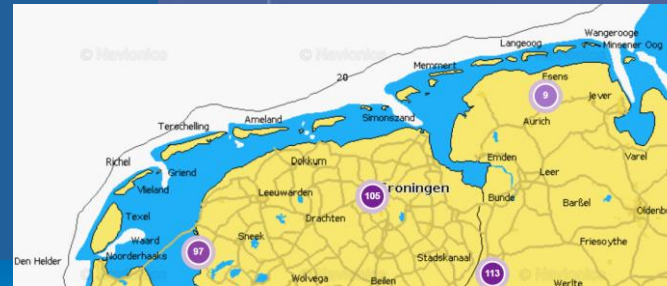 Wangerooge
Langeoog
Minsener Oog
© Navionics
© Navionics
Memmert
20
Esens
9
Jever
Simonszand
Aurich
Ameland
Terschelling
Emden
Varel
Richel
Griend
Dokkum
Leer
Vlieland
Leeuwarden
105
Groningen
Bunde
Barßel
Oldenbu
Texel
Drachten
Waard
Sneek
Friesoythe
97
Noorderhaaks
Den Helder
Stadskanaal
113
Wolvega
Beilen
Werlte